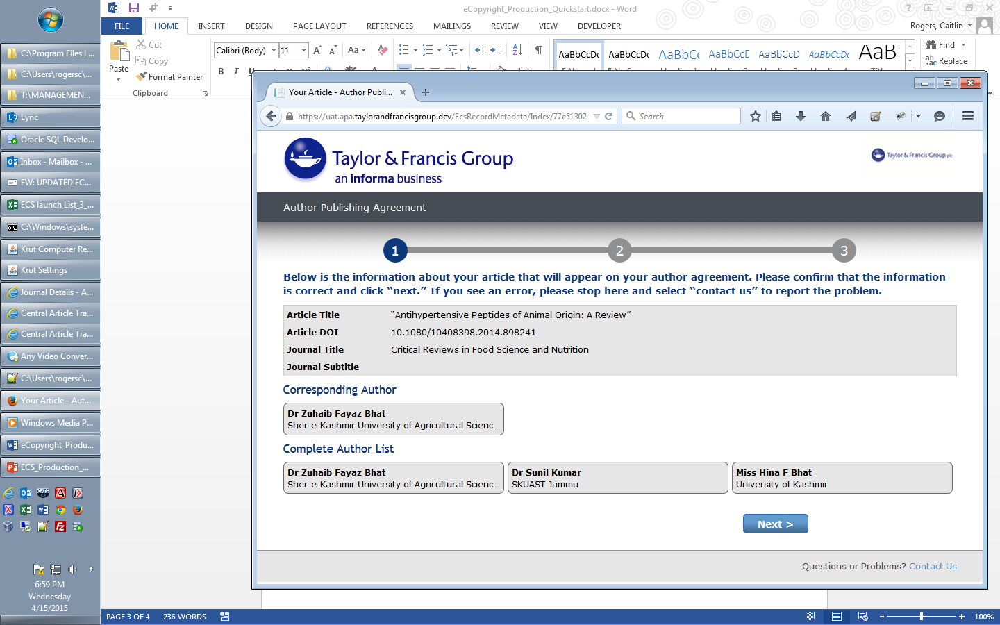 eCopyright_Production_Quickstart.docx - Word
FILE
HOME
INSERT
DESIGN
PAGE LAYOUT
REFERENCES
MAILINGS
REVIEW
VIEW
DEVELOPER
Rogers, Caitlin
Paste
Cut
Copy
Format Painter
Clipboard
Calibri (Body)
11
Aa
B I
AaBbCcDc
AaBbCcDc
AaBbCc
AaBbCcD
AaBbCcD
AaBbCcDc
AaBl
Find
Replace
C:\Program Files L...
C:\Users\rogersc\...
T:\MANAGEMEN...
Lync
Oracle SQL Develo...
Inbox - Mailbox - ...
FW: UPDATED EC...
ECS launch List_3_...
C:\Windows\syste...
Krut Computer Re...
Krut Settings
Journal Details - A...
Central Article Tra...
Central Article Tra...
Any Video Conver...
C:\Users\rogersc\...
Your Article - Aut...
Windows Media P...
eCopyright_Produ...
ECS_Production_...
6:59 PM
Wednesday
4/15/2015
Your Article - Author Publi...
https://uat.apa.taylorandfrancisgroup.dev/EcsRecordMetadata/Index/77e51302-
Search
Taylor & Francis Group
an informa business
Taylor & Francis Group plc
Author Publishing Agreement
1
2
3
Below is the information about your article that will appear on your author agreement. Please confirm that the information
is correct and click “next.” If you see an error, please stop here and select “contact us” to report the problem.
Article Title “Antihypertensive Peptides of Animal Origin: A Review”
Article DOI 10.1080/10408398.2014.898241
Journal Title Critical Reviews in Food Science and Nutrition
Journal Subtitle
Corresponding Author
Dr Zuhaib Fayaz Bhat
Sher-e-Kashmir University of Agricultural Scienc...
Complete Author List
Dr Zuhaib Fayaz Bhat
Sher-e-Kashmir University of Agricultural Scienc...
Dr Sunil Kumar
SKUAST-Jammu
Miss Hina F Bhat
University of Kashmir
Next >
Questions or Problems? Contact Us
PAGE 3 OF 4
236 WORDS
100%